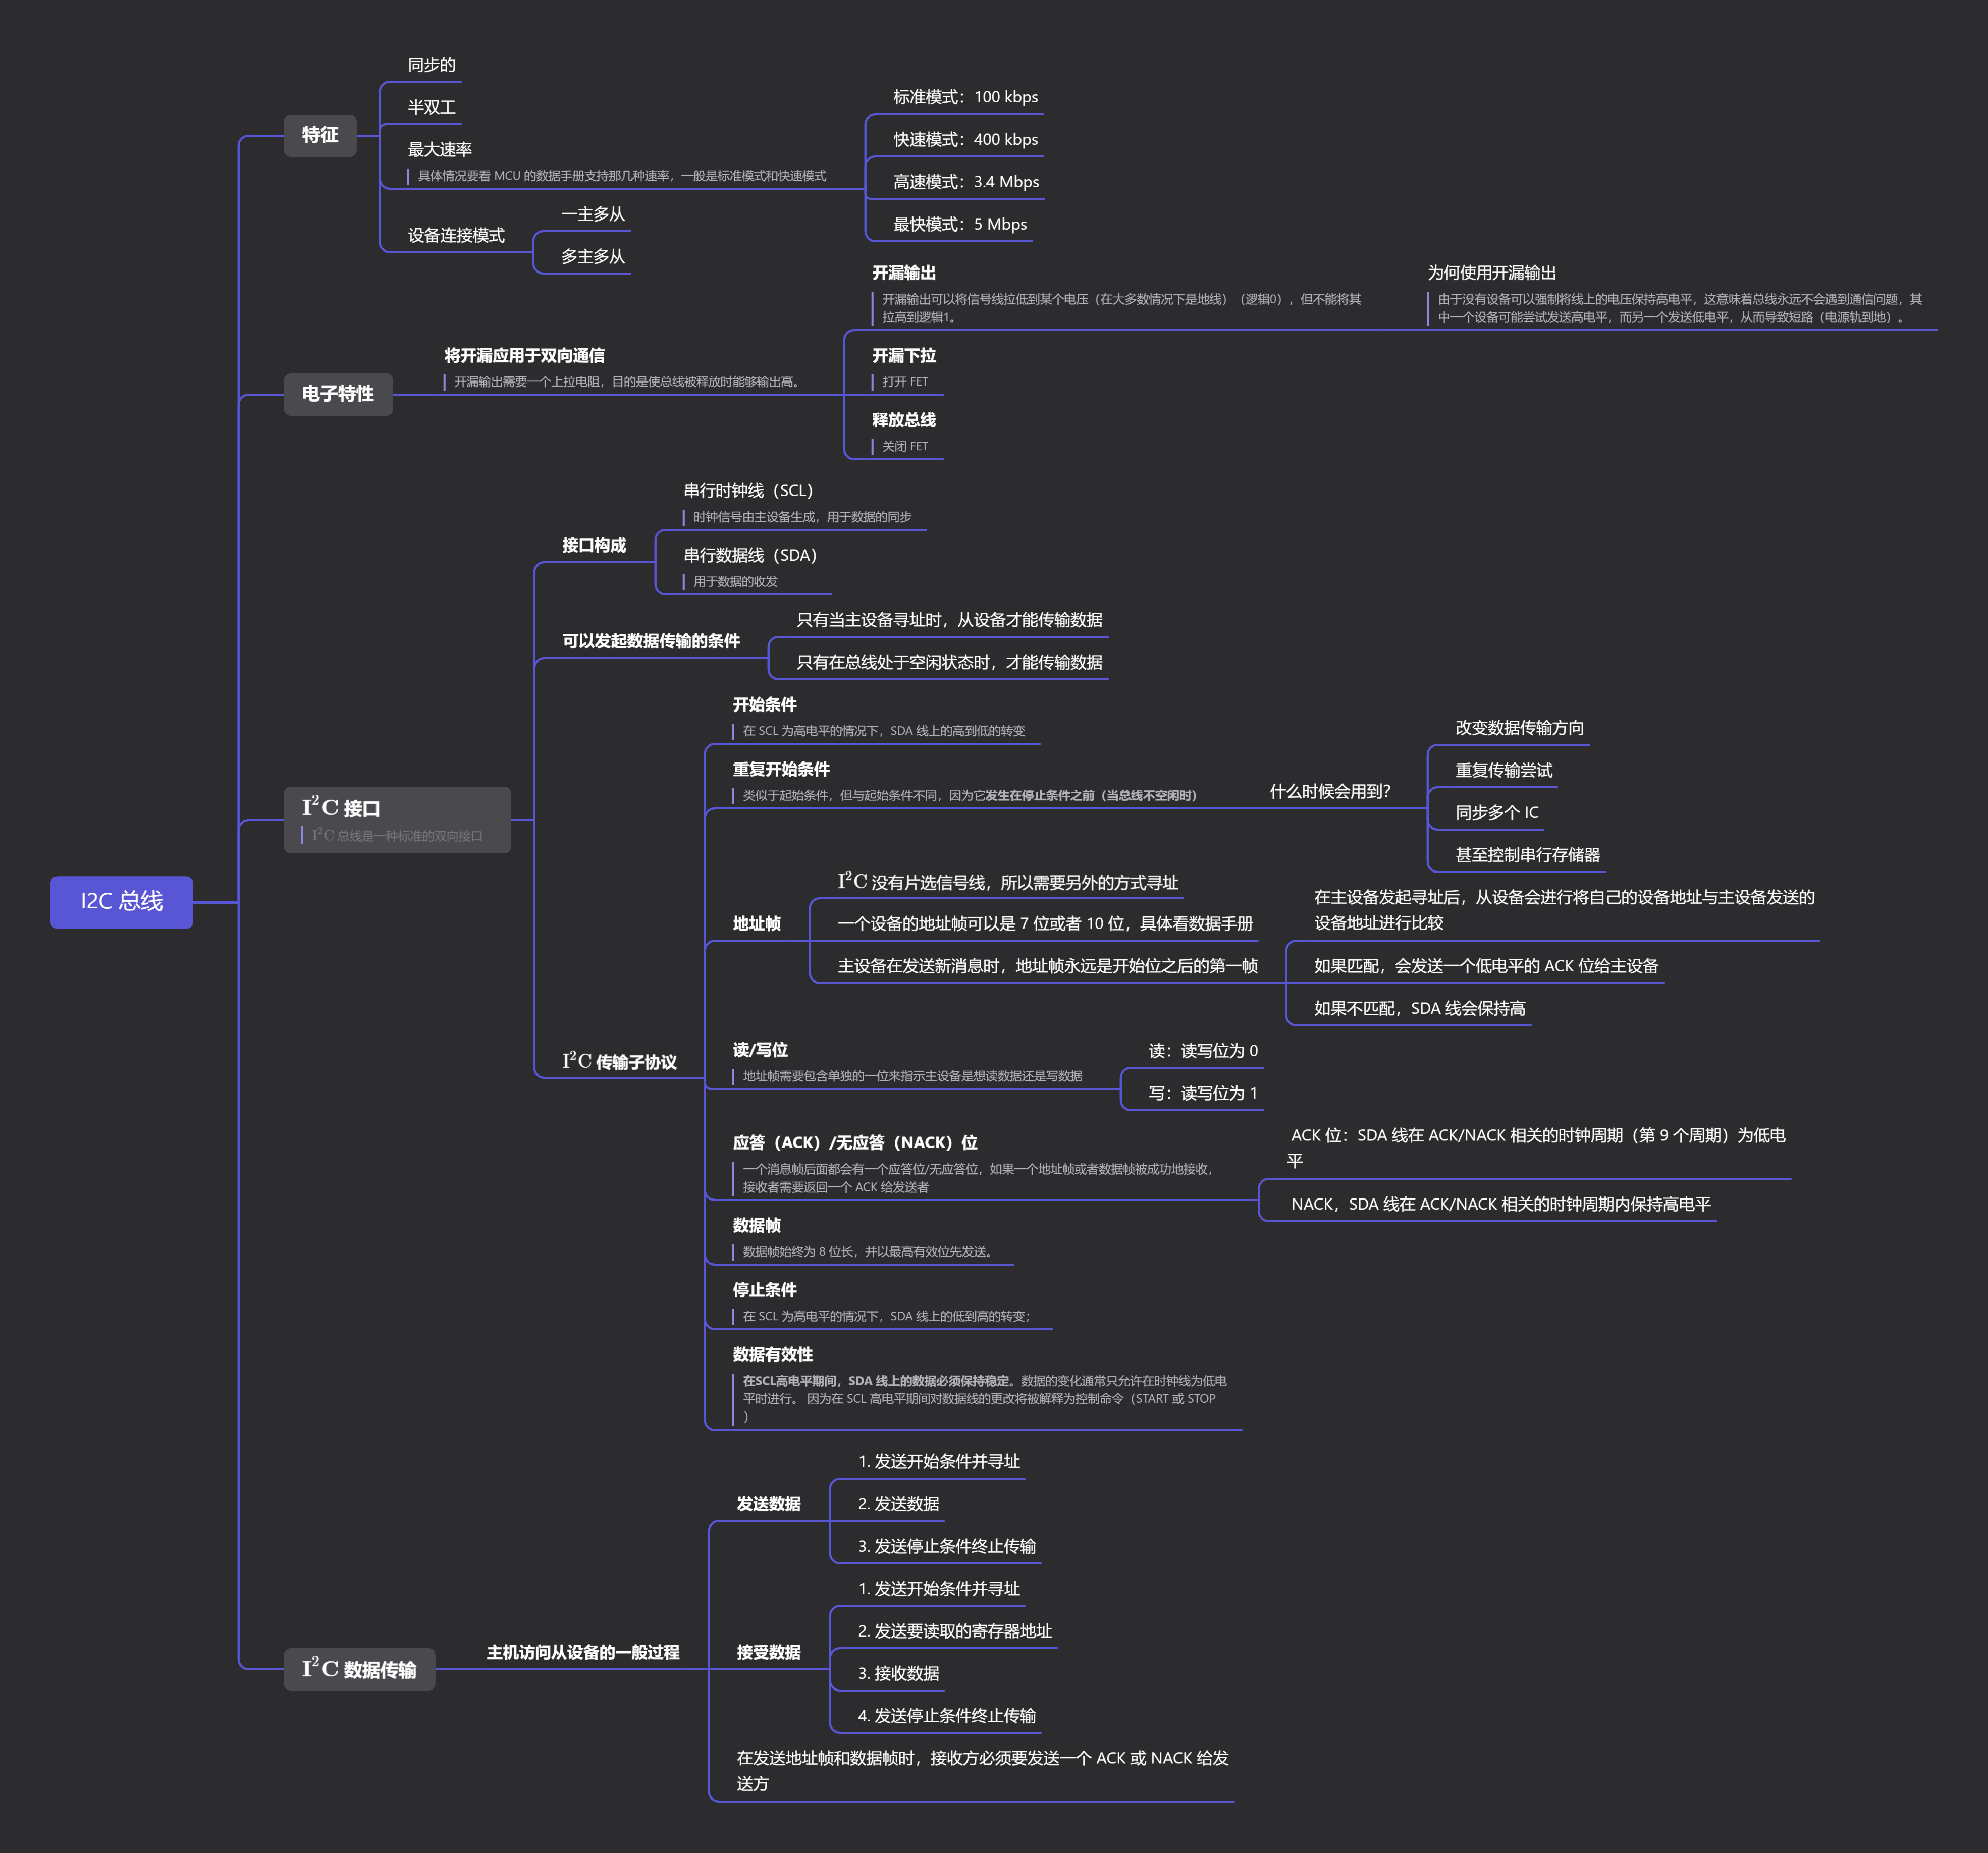 I2C 总线
特征
同步的
半双工
最大速率
具体情况要看 MCU 的数据手册支持那几种速率，一般是标准模式和快速模式
标准模式：100 kbps
快速模式：400 kbps
高速模式：3.4 Mbps
最快模式：5 Mbps
设备连接模式
一主多从
多主多从
电子特性
将开漏应用于双向通信
开漏输出需要一个上拉电阻，目的是使总线被释放时能够输出高。
开漏输出
开漏输出可以将信号线拉低到某个电压（在大多数情况下是地线）（逻辑0），但不能将其
拉高到逻辑1。
为何使用开漏输出
由于没有设备可以强制将线上的电压保持高电平，这意味着总线永远不会遇到通信问题，其
中一个设备可能尝试发送高电平，而另一个发送低电平，从而导致短路（电源轨到地）。
开漏下拉
打开 FET
释放总线
关闭 FET
I²C 接口
I²C 总线是一种标准的双向接口
接口构成
串行时钟线（SCL）
时钟信号由主设备生成，用于数据的同步
串行数据线（SDA）
用于数据的收发
可以发起数据传输的条件
只有当主设备寻址时，从设备才能传输数据
只有在总线处于空闲状态时，才能传输数据
I²C 传输子协议
开始条件
在 SCL 为高电平的情况下，SDA 线上的高到低的转变
重复开始条件
类似于起始条件，但与起始条件不同，因为它发生在停止条件之前（当总线不空闲时）
什么时候会用到？
改变数据传输方向
重复传输尝试
同步多个 IC
甚至控制串行存储器
地址帧
I²C 没有片选信号线，所以需要另外的方式寻址
一个设备的地址帧可以是 7 位或者 10 位，具体看数据手册
主设备在发送新消息时，地址帧永远是开始位之后的第一帧
在主设备发起寻址后，从设备会进行将自己的设备地址与主设备发送的
设备地址进行比较
如果匹配，会发送一个低电平的 ACK 位给主设备
如果不匹配，SDA 线会保持高
读/写位
地址帧需要包含单独的一位来指示主设备是想读数据还是写数据
读：读写位为 0
写：读写位为 1
应答（ACK）/无应答（NACK）位
一个消息帧后面都会有一个应答位/无应答位，如果一个地址帧或者数据帧被成功地接收，
接收者需要返回一个 ACK 给发送者
ACK 位：SDA 线在 ACK/NACK 相关的时钟周期（第 9 个周期）为低电
平
NACK，SDA 线在 ACK/NACK 相关的时钟周期内保持高电平
数据帧
数据帧始终为 8 位长，并以最高有效位先发送。
停止条件
在 SCL 为高电平的情况下，SDA 线上的低到高的转变；
数据有效性
在SCL高电平期间，SDA 线上的数据必须保持稳定。数据的变化通常只允许在时钟线为低电
平时进行。 因为在 SCL 高电平期间对数据线的更改将被解释为控制命令（START 或 STOP
）
I²C 数据传输
主机访问从设备的一般过程
发送数据
1. 发送开始条件并寻址
2. 发送数据
3. 发送停止条件终止传输
接受数据
1. 发送开始条件并寻址
2. 发送要读取的寄存器地址
3. 接收数据
4. 发送停止条件终止传输
在发送地址帧和数据帧时，接收方必须要发送一个 ACK 或 NACK 给发
送方